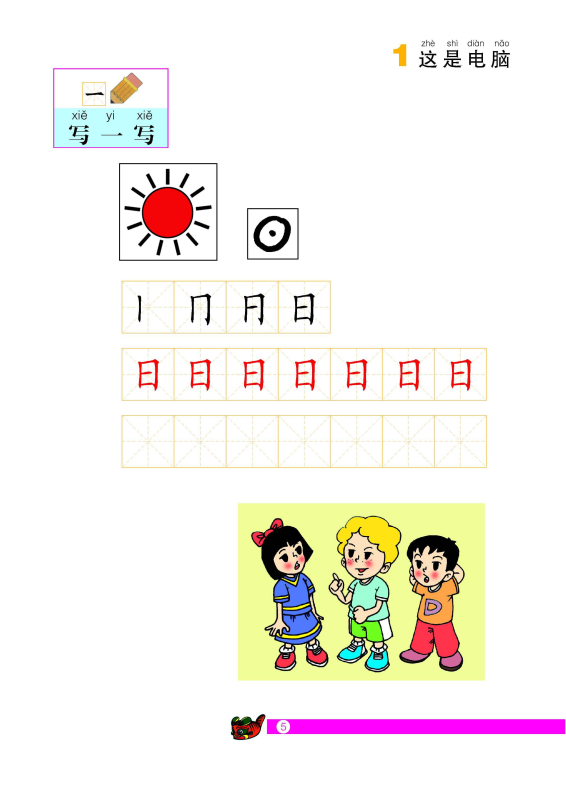 zhè shì diàn nǎo
1 这是电脑
一
xiě yi xiě
写一写
丨 冂 日
日 日 日 日 日 日 日
D
5